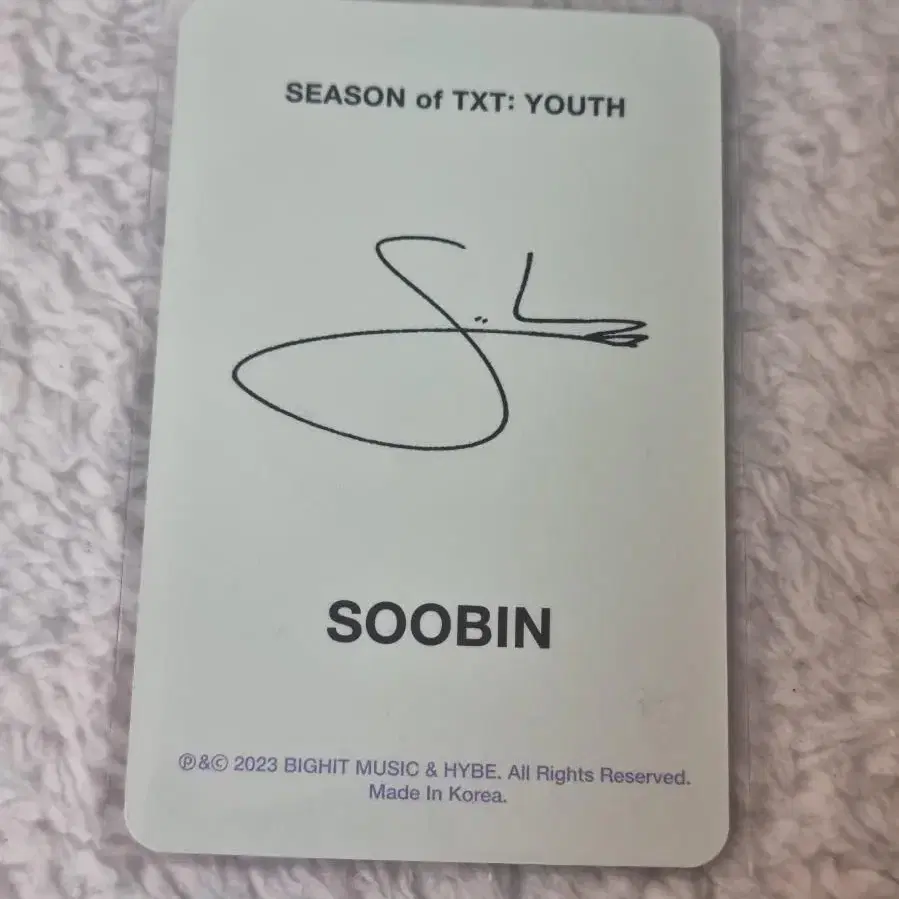 SEASON of TXT: YOUTH
SOOBIN
℗&© 2023 BIGHIT MUSIC & HYBE. All Rights Reserved.
Made In Korea.